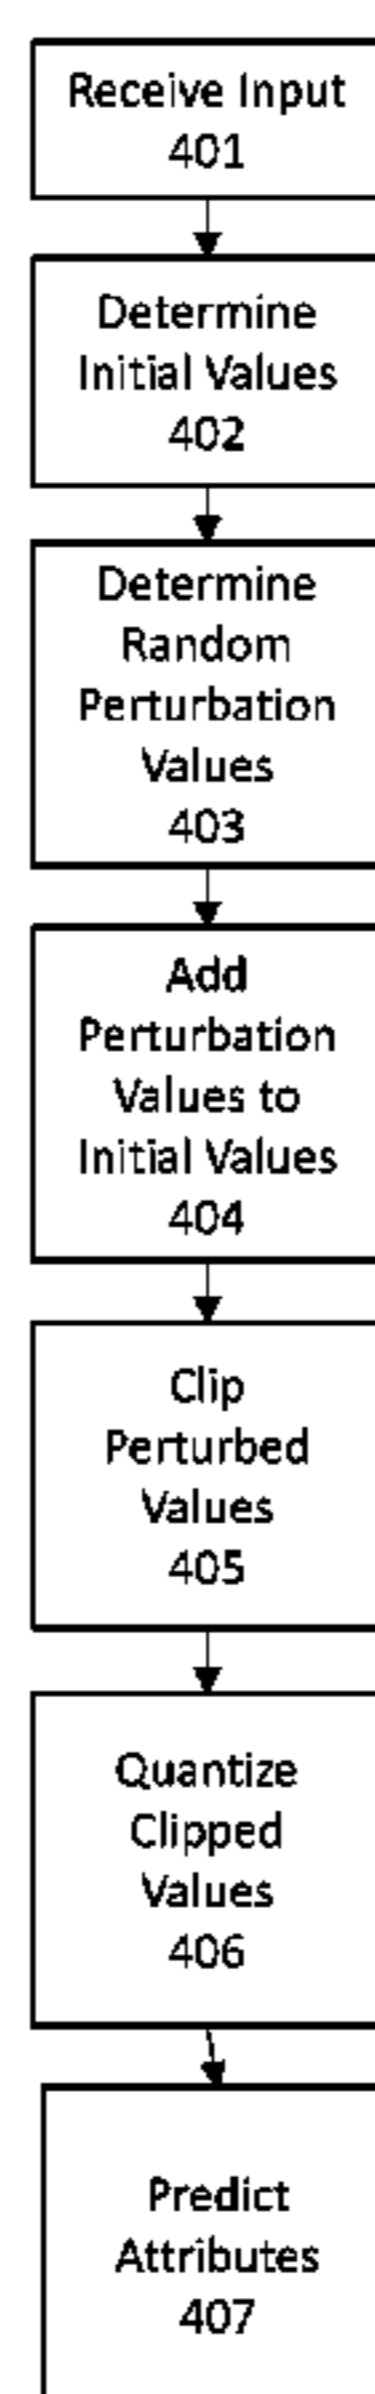 Receive Input
401
Determine
Initial Values
402
Determine
Random
Perturbation
Values
403
Add
Perturbation
Values to
Initial Values
404
Clip
Perturbed
Values
405
Quantize
Clipped
Values
406
Predict
Attributes
407